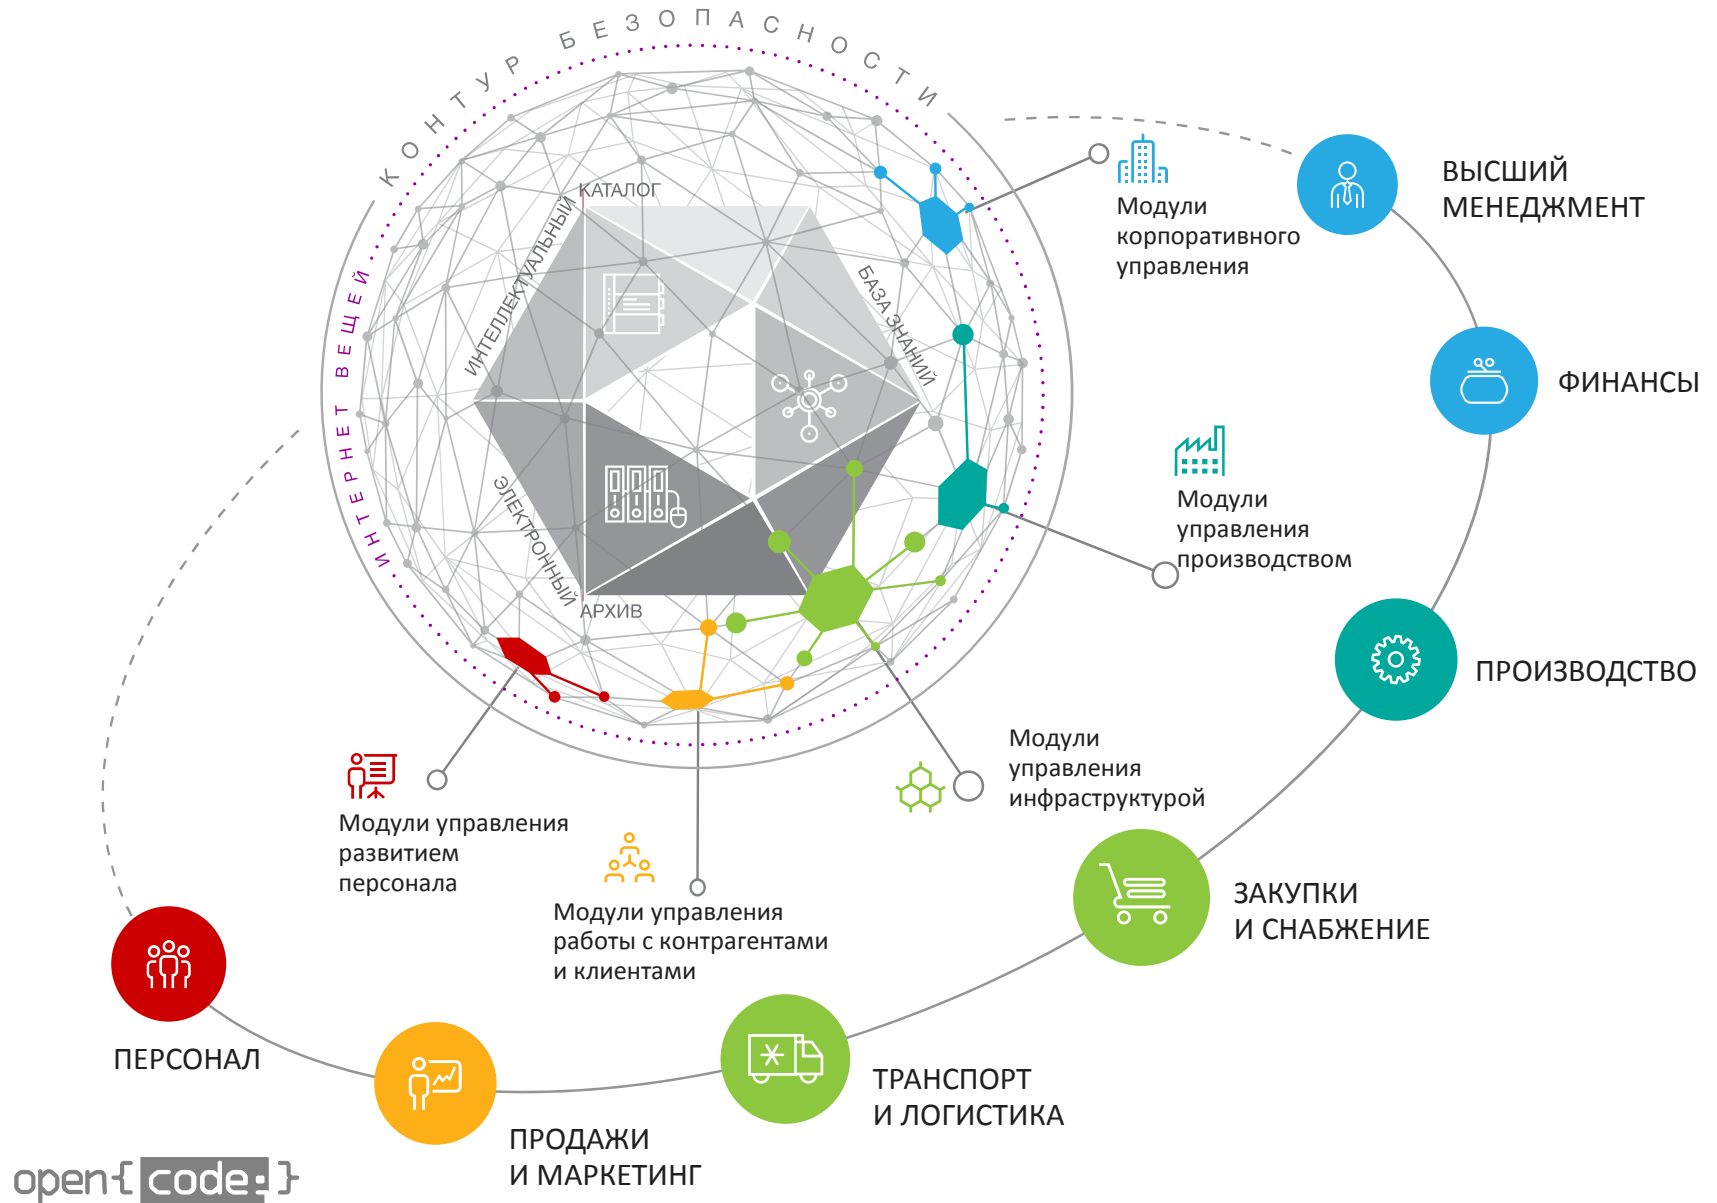 КОНТУР БЕЗОПАСНОСТИ
ИНТЕРНЕТ ВЕЩЕЙ
ИНТЕЛЛЕКТУАЛЬНЫЙ
КАТАЛОГ
БАЗА ЗНАНИЙ
ЭЛЕКТРОННЫЙ
АРХИВ
Модули
корпоративного
управления
ВЫСШИЙ
МЕНЕДЖМЕНТ
ФИНАНСЫ
Модули
управления
производством
ПРОИЗВОДСТВО
Модули
управления
инфраструктурой
Модули управления
развитием
персонала
Модули управления
работы с контрагентами
и клиентами
ЗАКУПКИ
И СНАБЖЕНИЕ
ПЕРСОНАЛ
ТРАНСПОРТ
И ЛОГИСТИКА
ПРОДАЖИ
И МАРКЕТИНГ
open{code:}